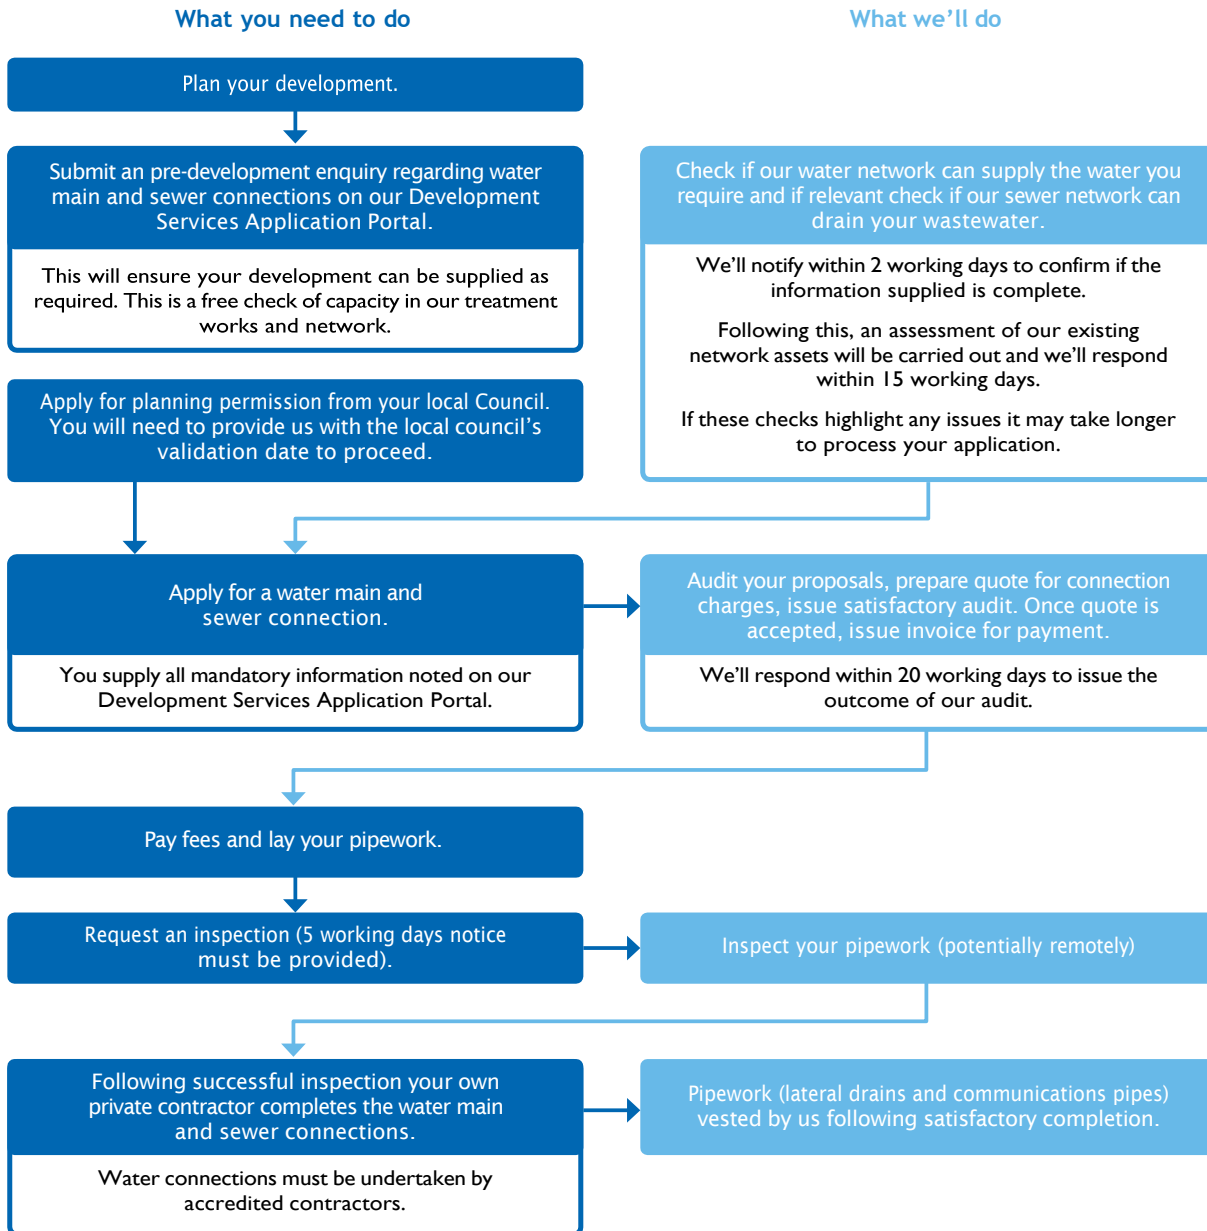 What you need to do
What we'll do
Plan your development.
Submit an pre-development enquiry regarding water
main and sewer connections on our Development
Services Application Portal.
This will ensure your development can be supplied as
required. This is a free check of capacity in our treatment
works and network.
Check if our water network can supply the water you
require and if relevant check if our sewer network can
drain your wastewater.
We'll notify within 2 working days to confirm if the
information supplied is complete.
Following this, an assessment of our existing
network assets will be carried out and we'll respond
within 15 working days.
If these checks highlight any issues it may take longer
to process your application.
Apply for planning permission from your local Council.
You will need to provide us with the local council's
validation date to proceed.
Apply for a water main and
sewer connection.
You supply all mandatory information noted on our
Development Services Application Portal.
Audit your proposals, prepare quote for connection
charges, issue satisfactory audit. Once quote is
accepted, issue invoice for payment.
We'll respond within 20 working days to issue the
outcome of our audit.
Pay fees and lay your pipework.
Request an inspection (5 working days notice
must be provided).
Inspect your pipework (potentially remotely)
Following successful inspection your own
private contractor completes the water main
and sewer connections.
Water connections must be undertaken by
accredited contractors.
Pipework (lateral drains and communications pipes)
vested by us following satisfactory completion.